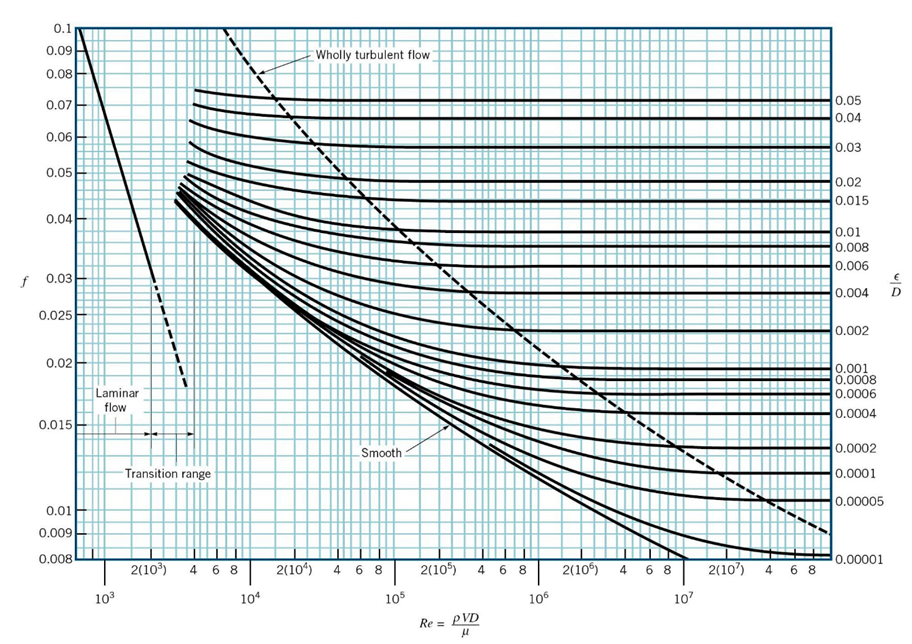 0.1
0.09
0.08
0.07
0.06
0.05
0.04
0.03
0.025
0.02
0.015
0.01
0.009
0.008
f
Wholly turbulent flow
Laminar
flow
Transition range
Smooth
0.05
0.04
0.03
0.02
0.015
0.01
0.008
0.006
0.004
0.002
0.001
0.0008
0.0006
0.0004
0.0002
0.0001
0.00005
0.00001
ϵ
D
2(10³) 4 6 8 2(10⁴) 4 6 8 2(10⁵) 4 6 8 2(10⁶) 4 6 8 2(10⁷) 4 6 8
10³ 10⁴ 10⁵ 10⁶ 10⁷
Re = ρVD
μ